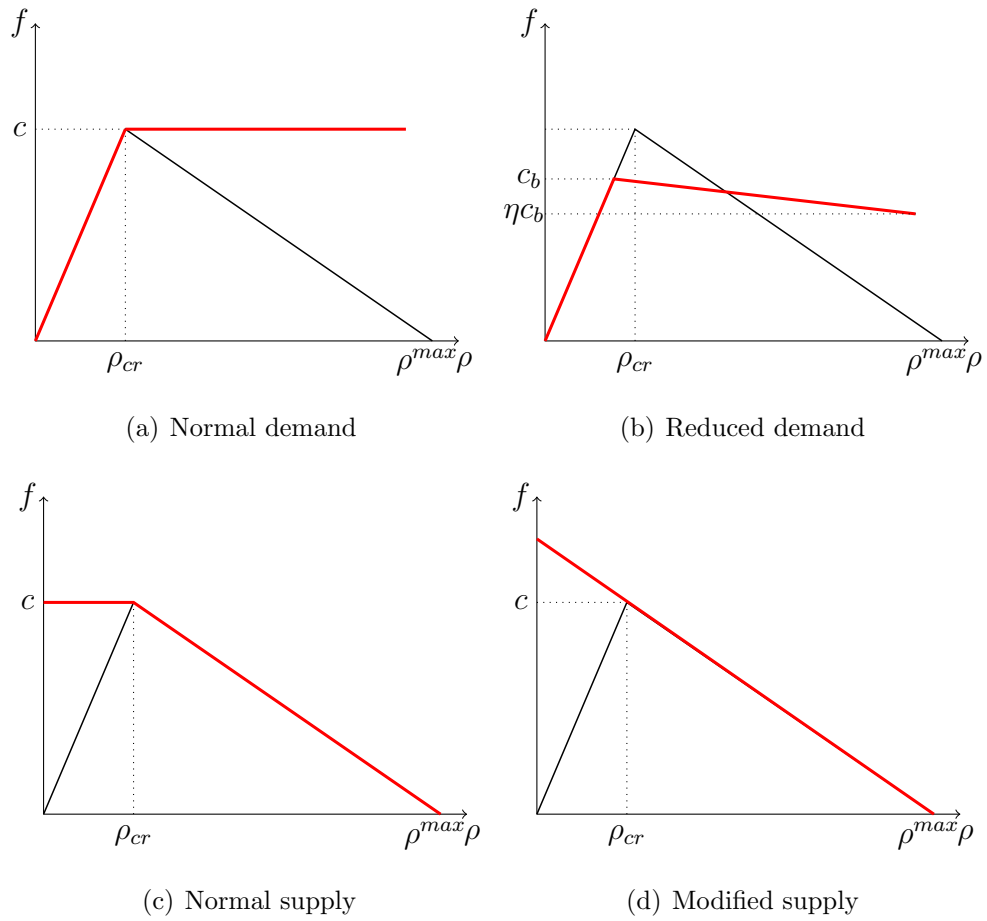 f
c
ρ_cr
ρ^max ρ
(a) Normal demand
f
c_b
ηc_b
ρ_cr
ρ^max ρ
(b) Reduced demand
f
c
ρ_cr
ρ^max ρ
(c) Normal supply
f
c
ρ_cr
ρ^max ρ
(d) Modified supply